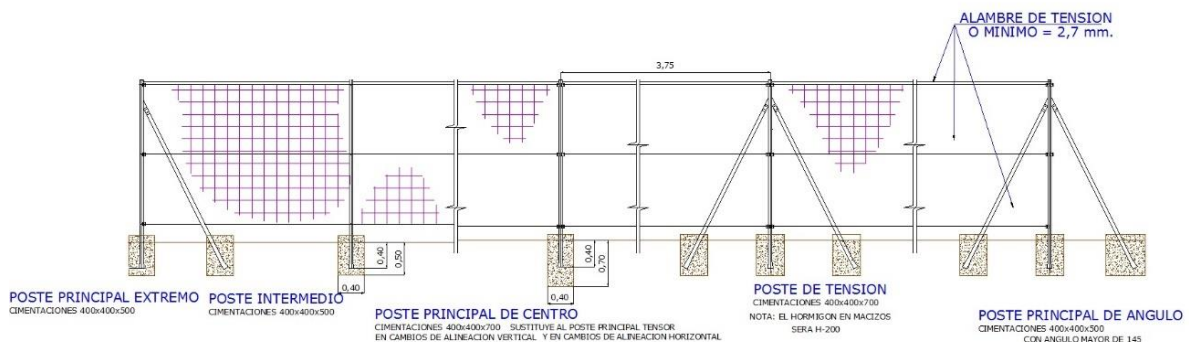 ALAMBRE DE TENSION
O MINIMO = 2,7 mm.
3,75
0,40
0,50
0,40
0,40
0,70
0,40
POSTE PRINCIPAL EXTREMO
CIMENTACIONES 400x400x500
POSTE INTERMEDIO
CIMENTACIONES 400x400x500
POSTE PRINCIPAL DE CENTRO
CIMENTACIONES 400x400x700 SUSTITUYE AL POSTE PRINCIPAL TENSOR
EN CAMBIOS DE ALINEACION VERTICAL Y EN CAMBIOS DE ALINEACION HORIZONTAL
POSTE DE TENSION
CIMENTACIONES 400x400x700
NOTA: EL HORMIGON EN MACIZOS
SERA H-200
POSTE PRINCIPAL DE ANGULO
CIMENTACIONES 400x400x500
CON ANGULO MAYOR DE 145